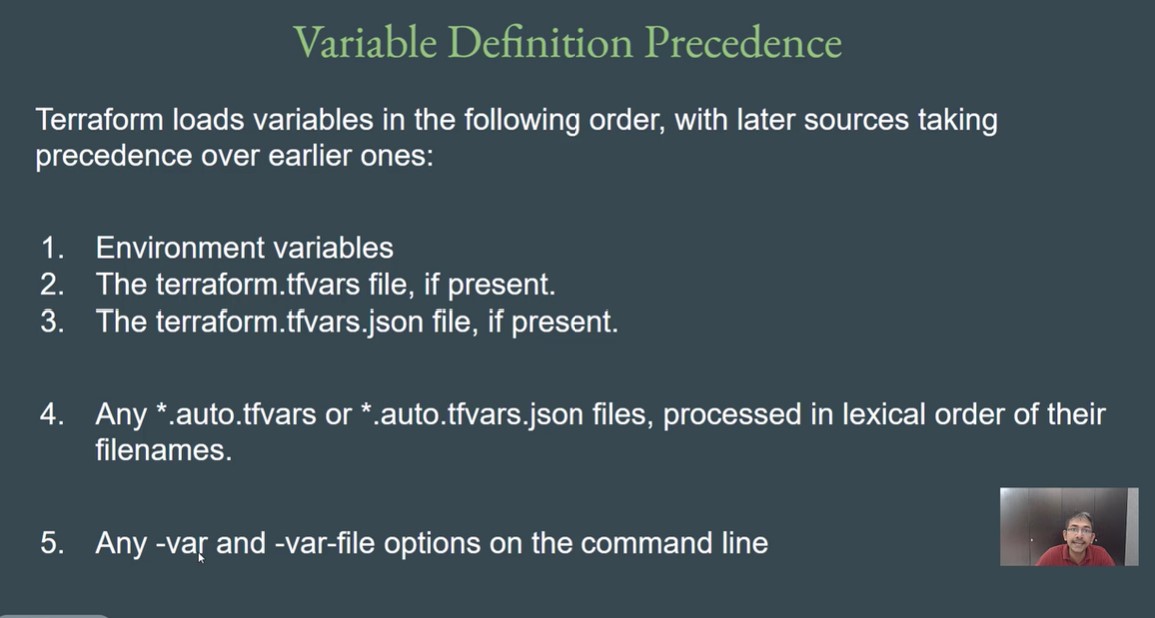 Variable Definition Precedence
Terraform loads variables in the following order, with later sources taking
precedence over earlier ones:
1. Environment variables
2. The terraform.tfvars file, if present.
3. The terraform.tfvars.json file, if present.
4. Any *.auto.tfvars or *.auto.tfvars.json files, processed in lexical order of their
filenames.
5. Any -var and -var-file options on the command line